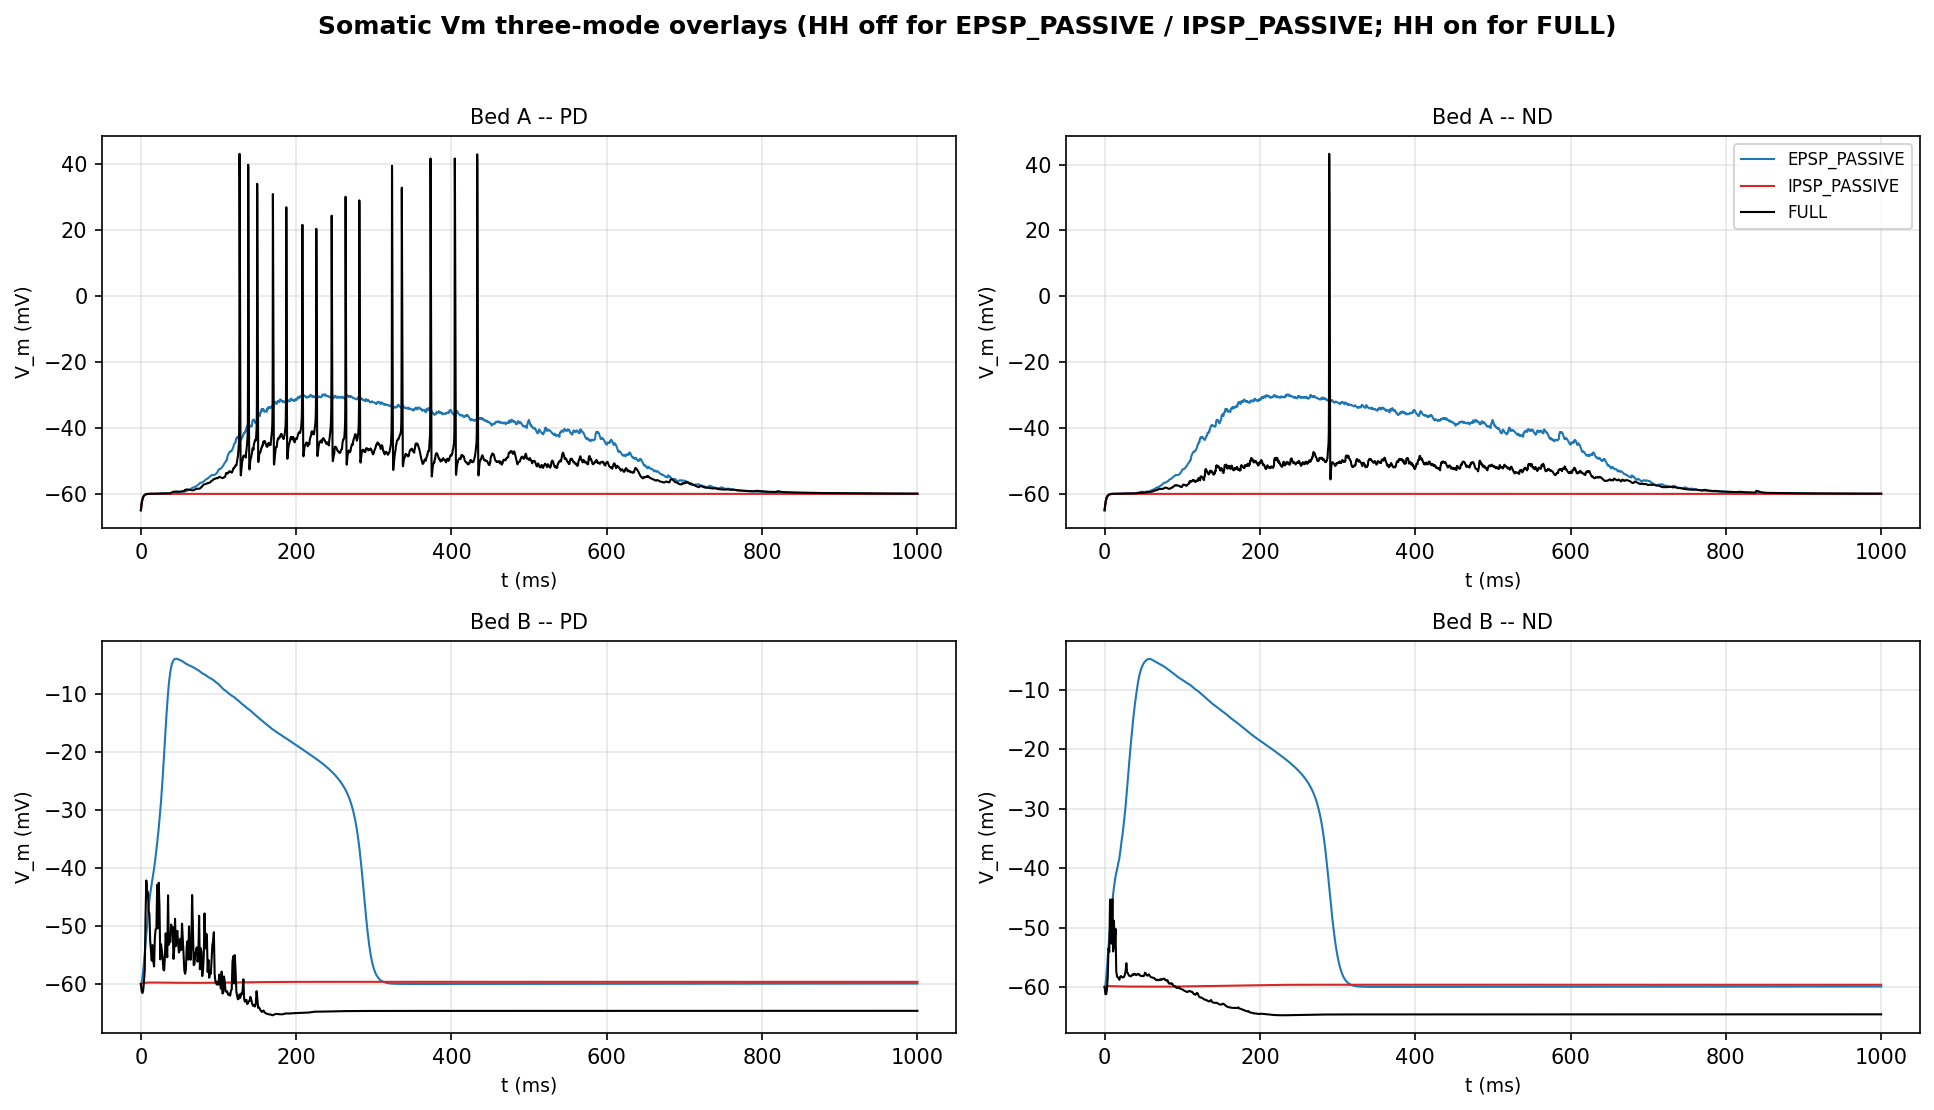 Somatic Vm three-mode overlays (HH off for EPSP_PASSIVE / IPSP_PASSIVE; HH on for FULL)
Bed A -- PD
V_m (mV)
40
20
0
−20
−40
−60
0 200 400 600 800 1000
t (ms)
Bed A -- ND
EPSP_PASSIVE
IPSP_PASSIVE
FULL
V_m (mV)
40
20
0
−20
−40
−60
0 200 400 600 800 1000
t (ms)
Bed B -- PD
V_m (mV)
−10
−20
−30
−40
−50
−60
0 200 400 600 800 1000
t (ms)
Bed B -- ND
V_m (mV)
−10
−20
−30
−40
−50
−60
0 200 400 600 800 1000
t (ms)